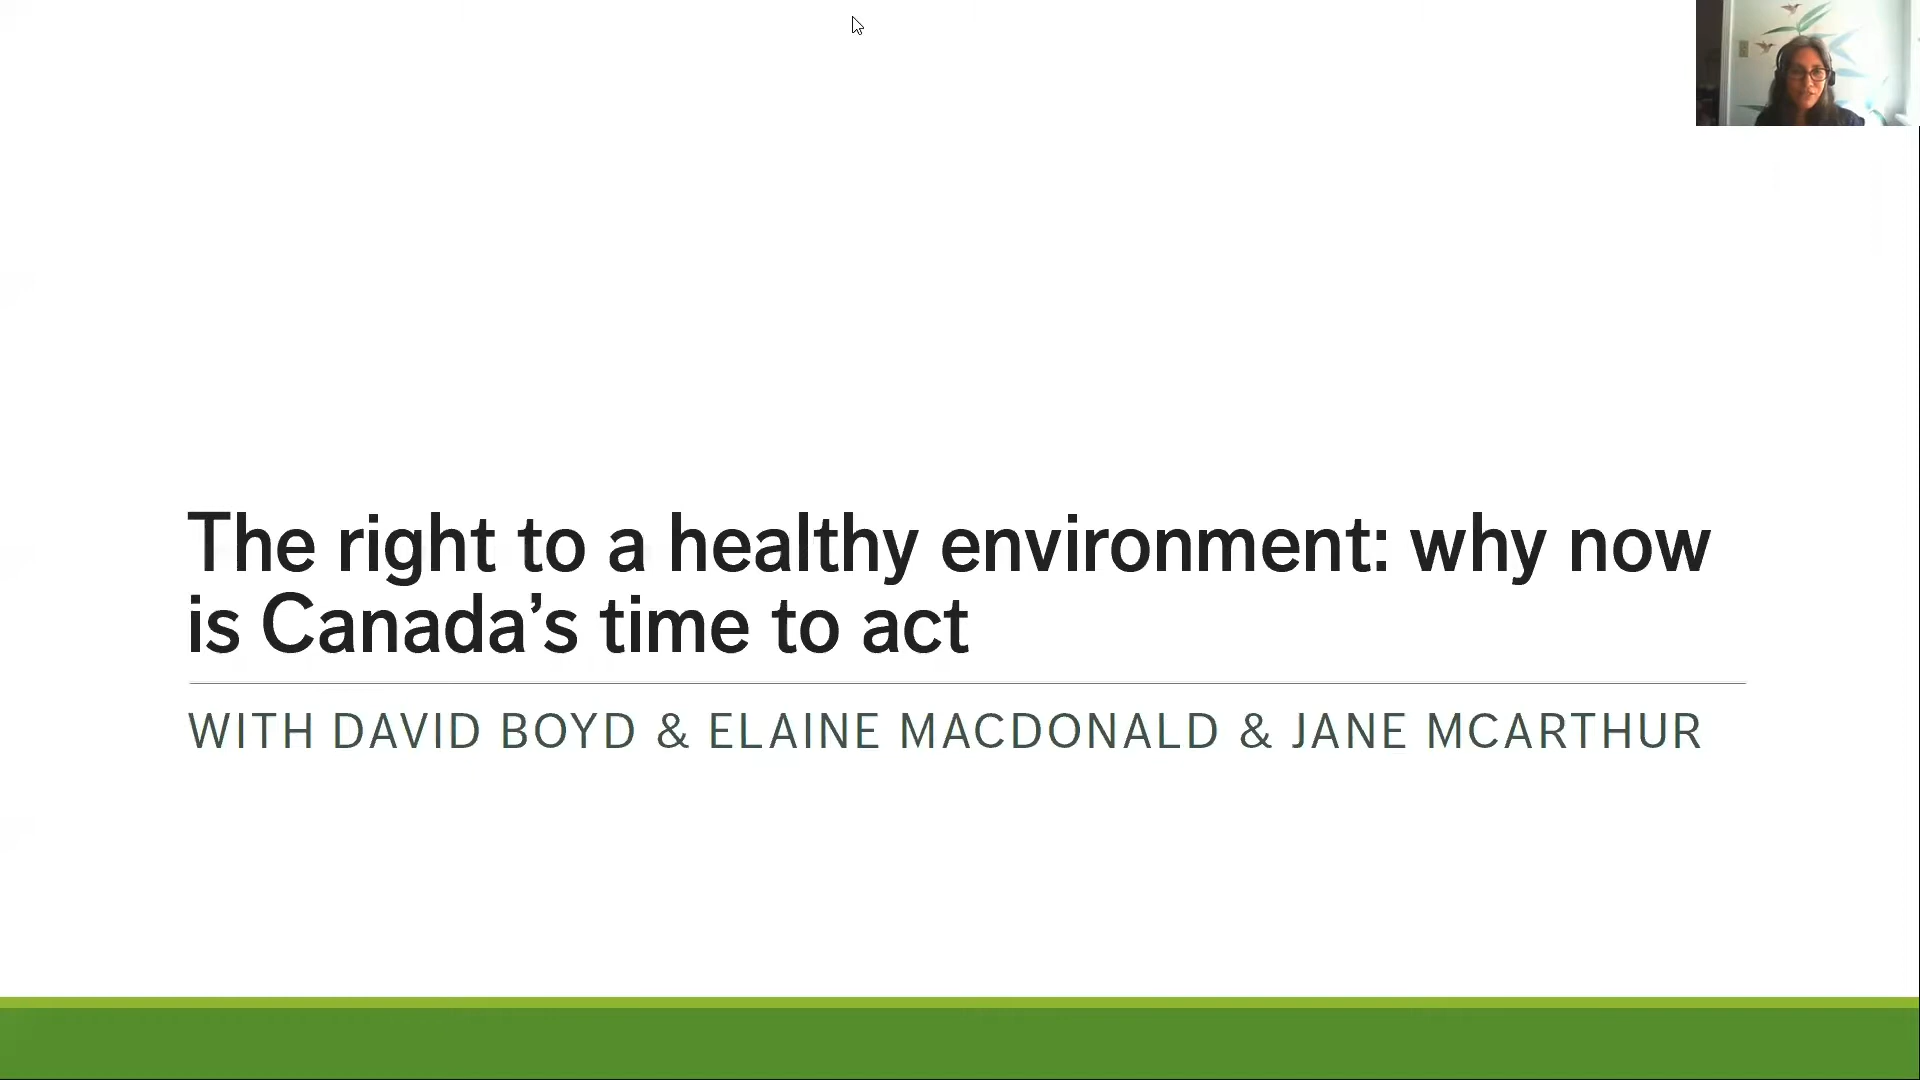 The right to a healthy environment: why now
is Canada’s time to act
WITH DAVID BOYD & ELAINE MACDONALD & JANE MCARTHUR